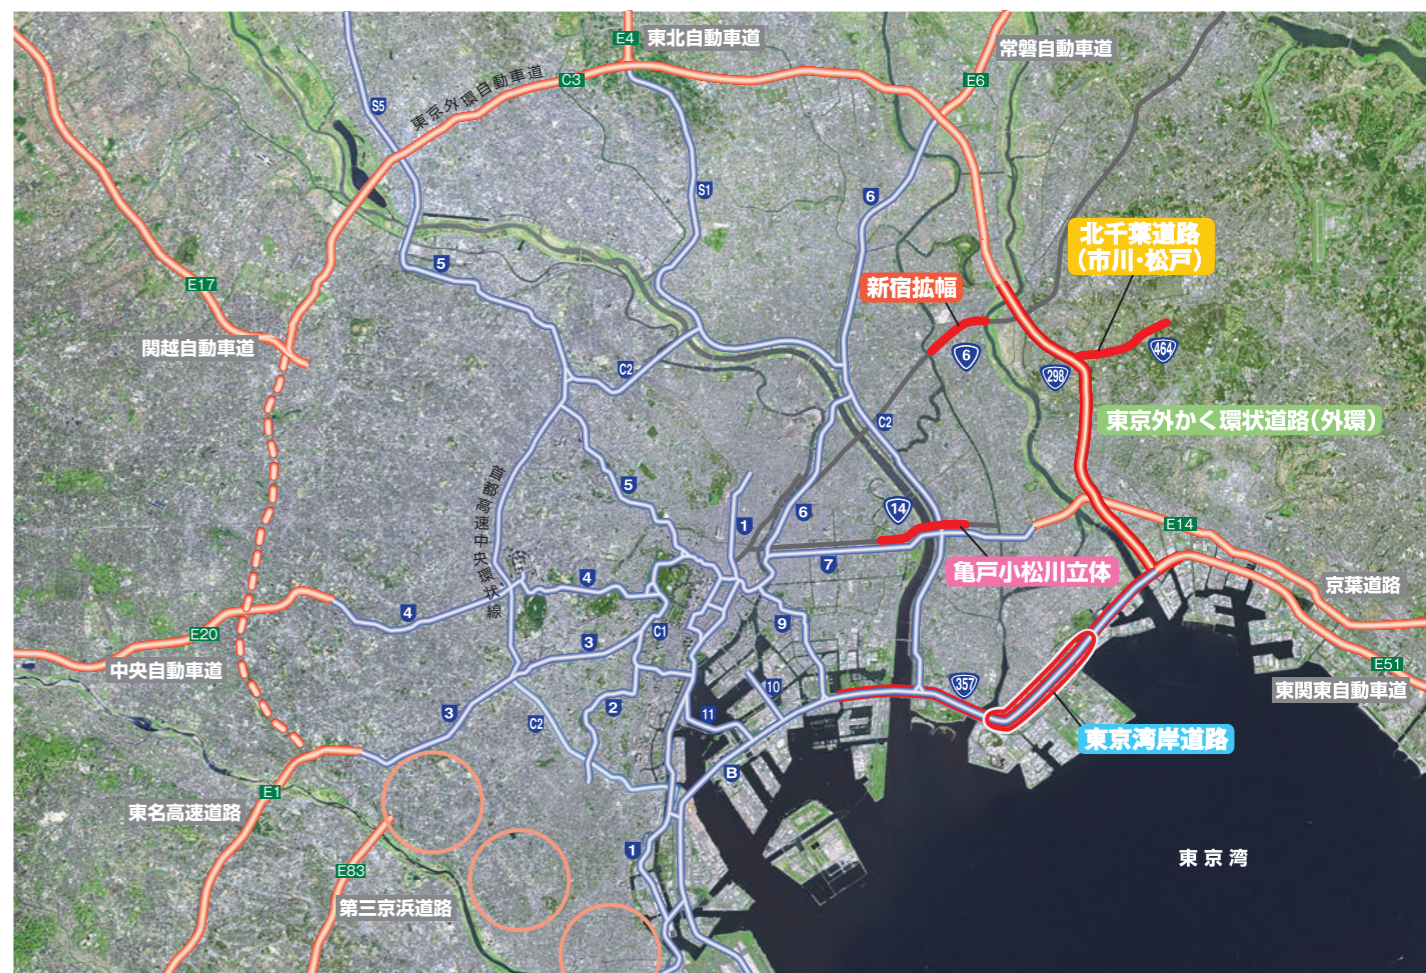 E4
東北自動車道
常磐自動車道
E6
C3
東京外環自動車道
S5
S1
6
5
E17
関越自動車道
北千葉道路
(市川・松戸)
新宿拡幅
6
298
464
C2
C2
東京外かく環状道路(外環)
首都高速中央環状線
5
1
6
14
E14
7
亀戸小松川立体
京葉道路
4
4
E20
中央自動車道
3
C1
9
E51
東関東自動車道
357
10
11
2
3
C2
東京湾岸道路
B
E1
東名高速道路
1
東京湾
E83
第三京浜道路